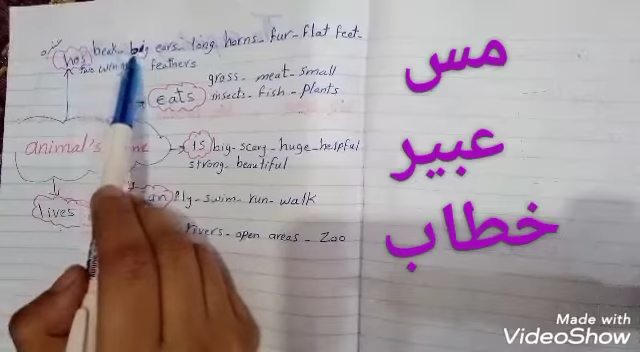 has beak - big ears - long horns - fur - flat feet -
feathers
eats grass - meat - small
insects - fish - plants
animal's
is big - scary - huge - helpful
strong - beautiful
lives
swim - run - walk
rivers - open areas - Zoo
مس
عبير
خطاب
Made with
VideoShow